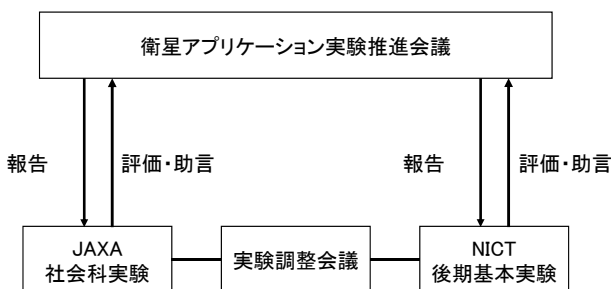 衛星アプリケーション実験推進会議
報告
評価・助言
報告
評価・助言
JAXA
社会科実験
実験調整会議
NICT
後期基本実験